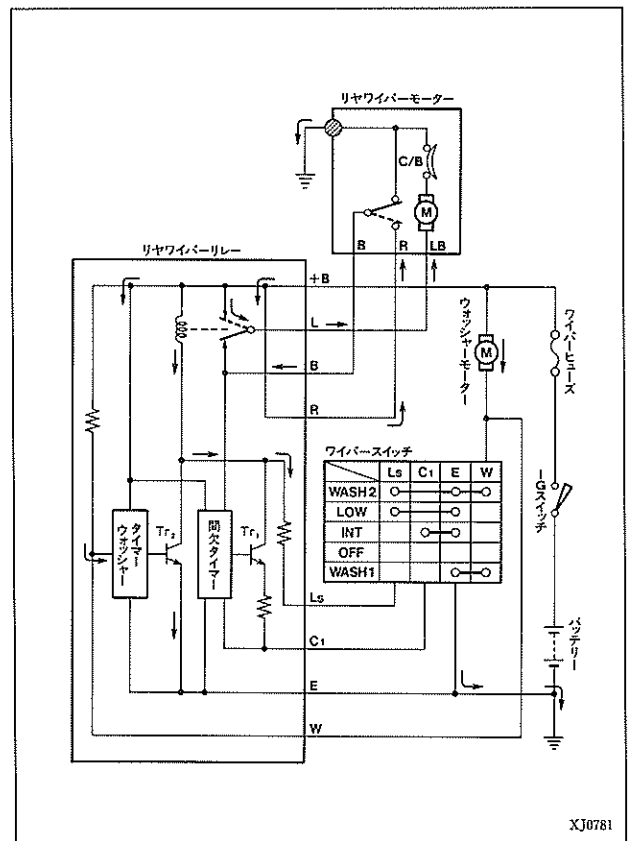 リヤワイパーモーター
C/B
M
B R LB
リヤワイパーリレー
+B
L
B
R
ウォッシャーモーター
M
ワイパーヒューズ
ワイパースイッチ
Ls C1 E W
WASH2
LOW
INT
OFF
WASH1
IGスイッチ
バッテリー
タイマー
ウォッシャー
Tr2
間欠タイマー
Tr1
Ls
C1
E
W
XJ0781